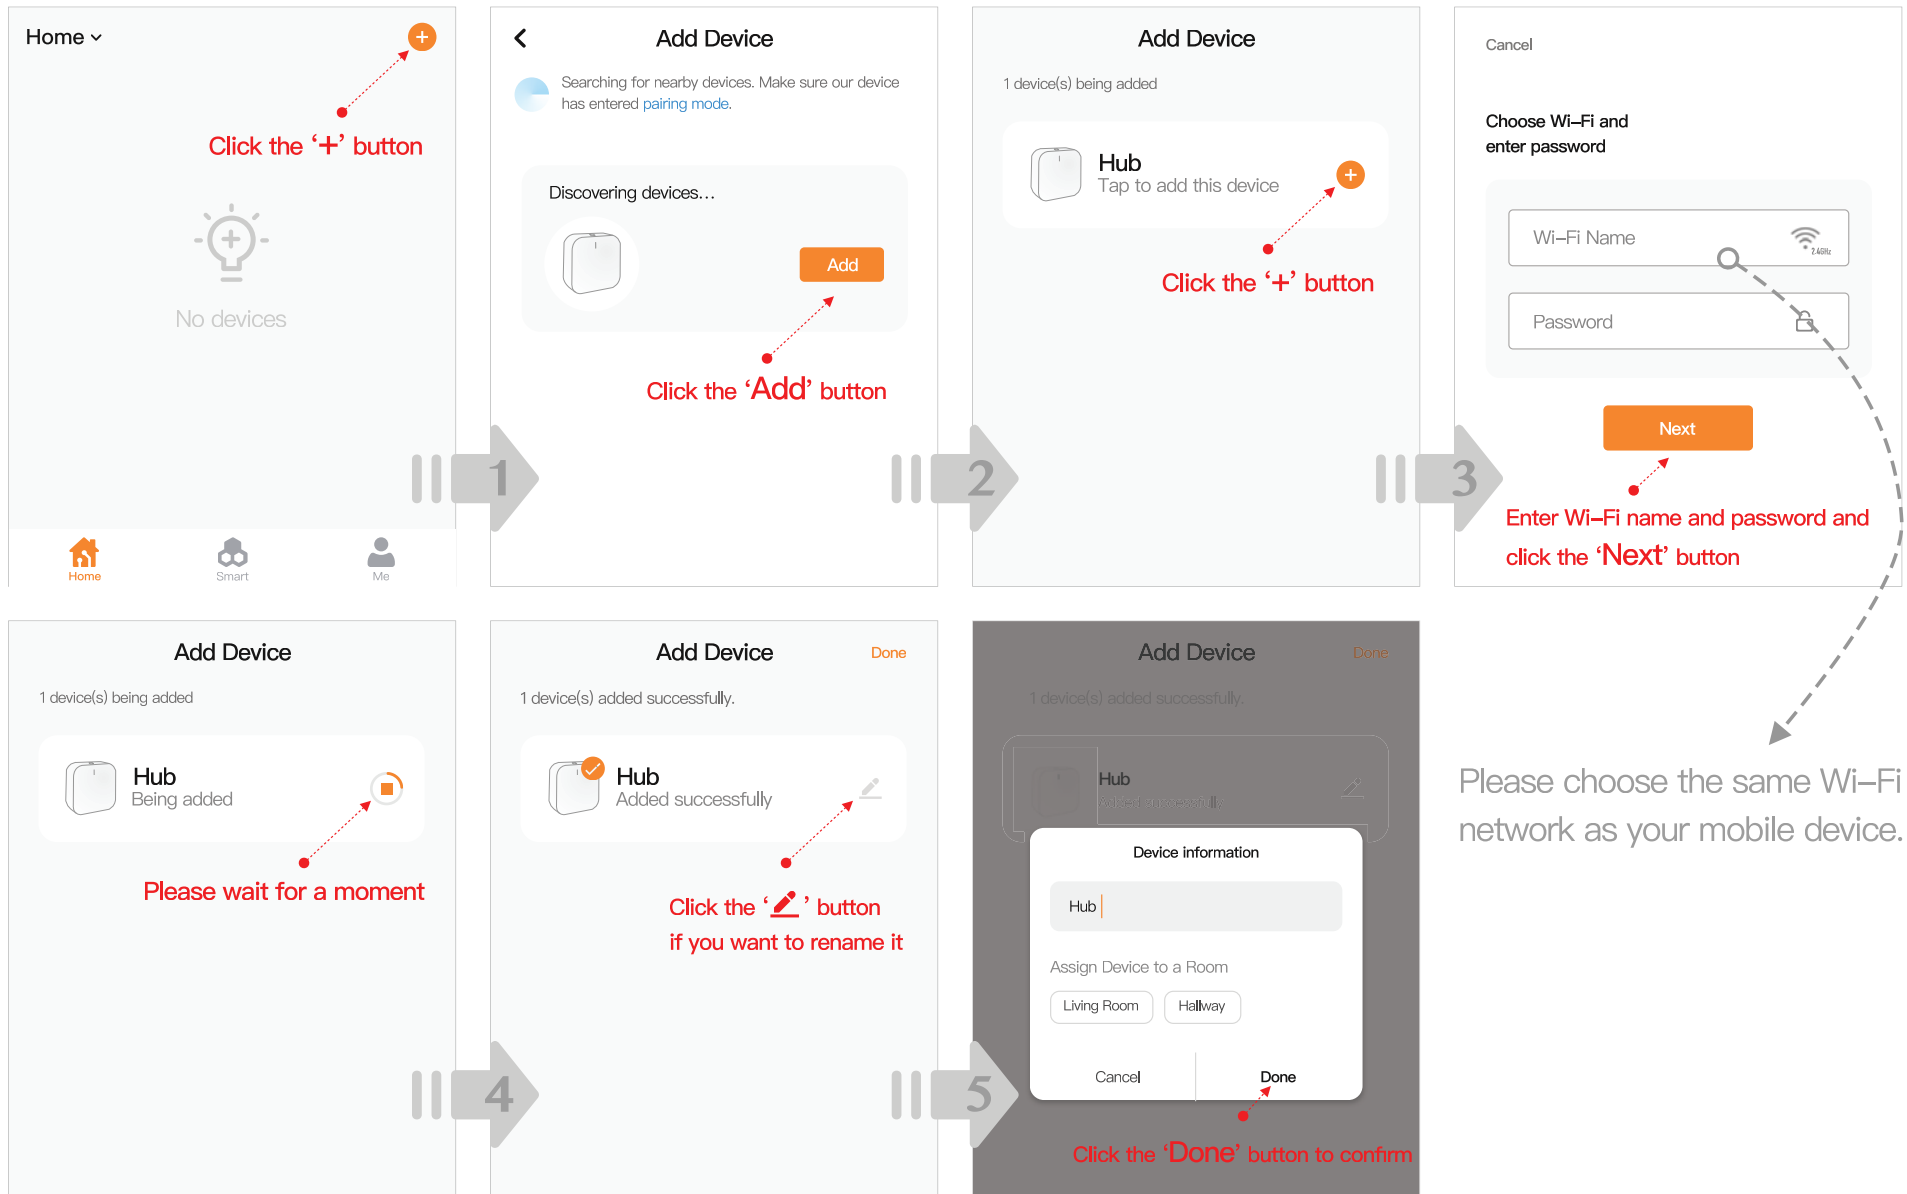 Home
Click the ‘+’ button
No devices
Home
Smart
Me
1
Add Device
Searching for nearby devices. Make sure our device
has entered pairing mode.
Discovering devices...
Add
Click the ‘Add’ button
2
Add Device
1 device(s) being added
Hub
Tap to add this device
Click the ‘+’ button
3
Cancel
Choose Wi–Fi and
enter password
Wi–Fi Name
2.4GHz
Password
Next
Enter Wi–Fi name and password and
click the ‘Next’ button
Please choose the same Wi–Fi
network as your mobile device.
Add Device
1 device(s) being added
Hub
Being added
Please wait for a moment
4
Add Device
Done
1 device(s) added successfully.
Hub
Added successfully
Click the ‘ ’ button
if you want to rename it
5
Add Device
Done
1 device(s) added successfully.
Hub
Added successfully
Device information
Hub
Assign Device to a Room
Living Room
Hallway
Cancel
Done
Click the ‘Done’ button to confirm